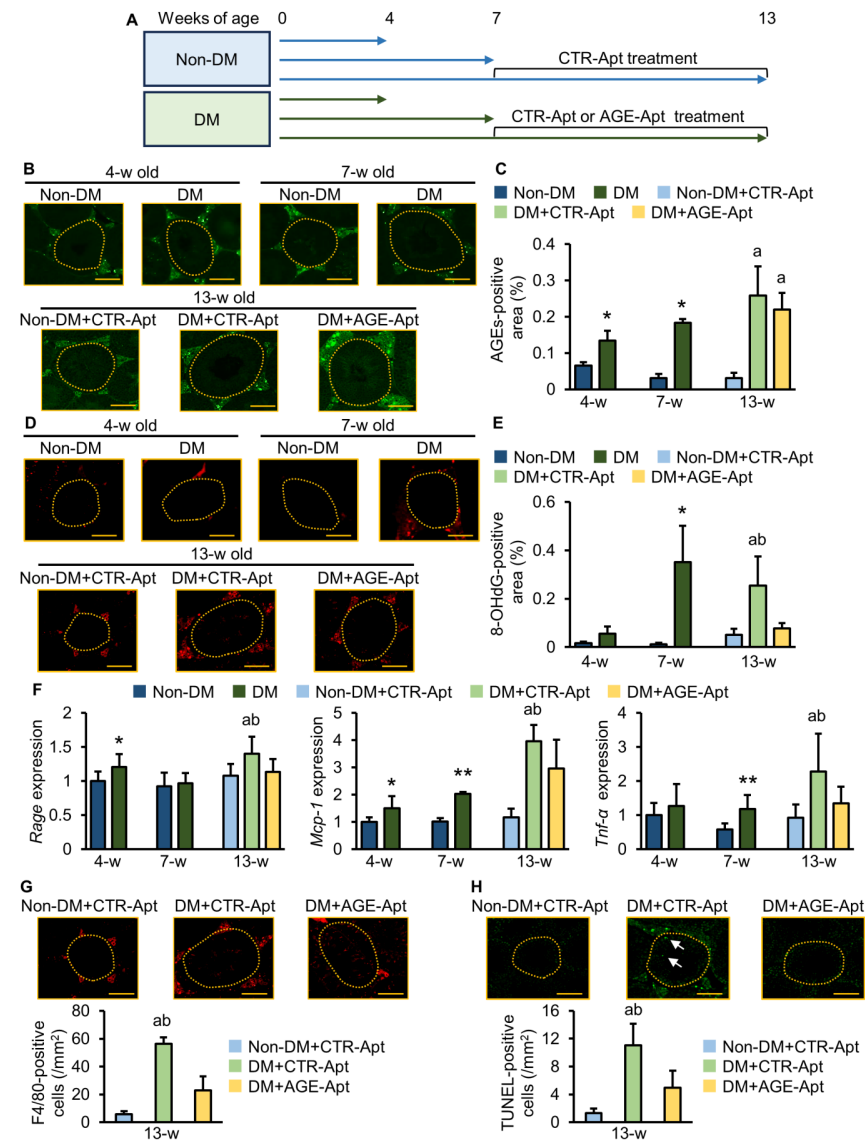 A Weeks of age 0 4 7 13
Non-DM
CTR-Apt treatment
DM
CTR-Apt or AGE-Apt treatment
B
4-w old 7-w old
Non-DM DM Non-DM DM
13-w old
Non-DM+CTR-Apt DM+CTR-Apt DM+AGE-Apt
C
Non-DM DM Non-DM+CTR-Apt
DM+CTR-Apt DM+AGE-Apt
AGEs-positive
area (%)
0.4
0.3
0.2
0.1
0
* * a a
4-w 7-w 13-w
D
4-w old 7-w old
Non-DM DM Non-DM DM
13-w old
Non-DM+CTR-Apt DM+CTR-Apt DM+AGE-Apt
E
Non-DM DM Non-DM+CTR-Apt
DM+CTR-Apt DM+AGE-Apt
8-OHdG-positive
area (%)
0.6
0.4
0.2
0
* ab
4-w 7-w 13-w
F
Non-DM DM Non-DM+CTR-Apt DM+CTR-Apt DM+AGE-Apt
Rage expression
2
1.5
1
0.5
0
* ab
4-w 7-w 13-w
Mcp-1 expression
5
4
3
2
1
0
* ** ab
4-w 7-w 13-w
Tnf-α expression
4
3
2
1
0
** ab
4-w 7-w 13-w
G
Non-DM+CTR-Apt DM+CTR-Apt DM+AGE-Apt
F4/80-positive
cells (/mm²)
80
60
40
20
0
ab
13-w
Non-DM+CTR-Apt
DM+CTR-Apt
DM+AGE-Apt
H
Non-DM+CTR-Apt DM+CTR-Apt DM+AGE-Apt
TUNEL-positive
cells (/mm²)
16
12
8
4
0
ab
13-w
Non-DM+CTR-Apt
DM+CTR-Apt
DM+AGE-Apt